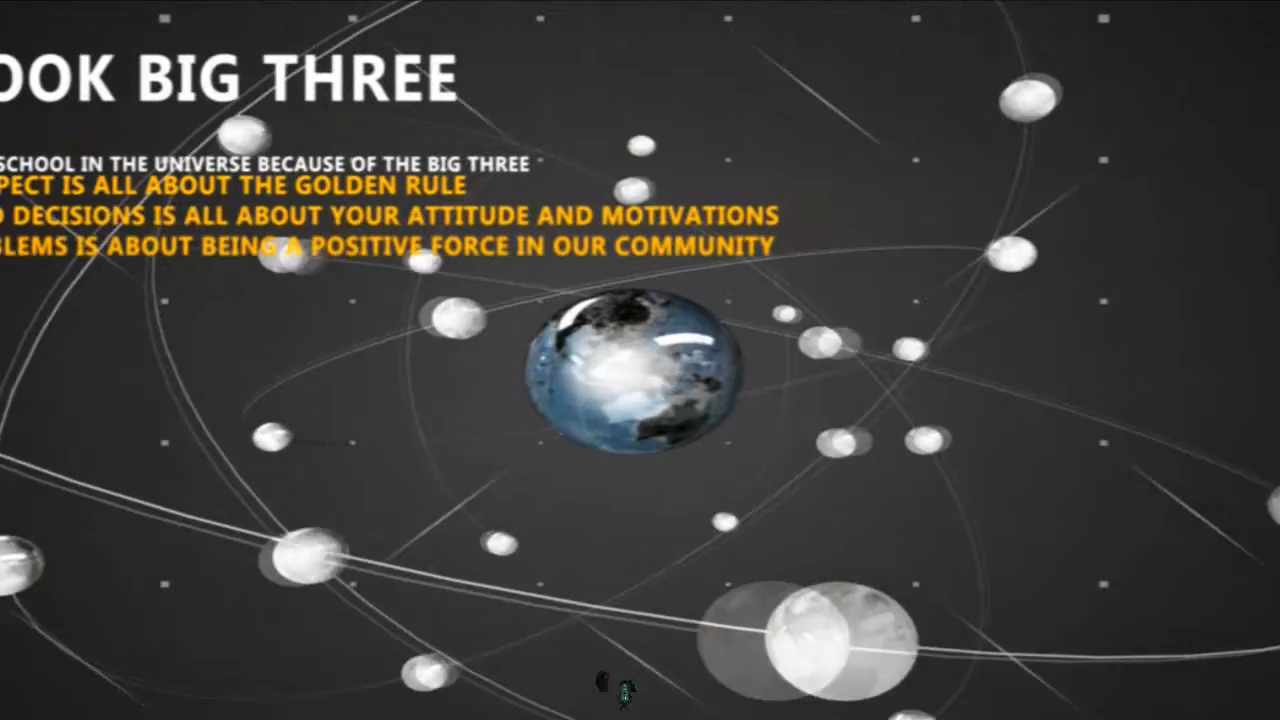 OOK BIG THREE
SCHOOL IN THE UNIVERSE BECAUSE OF THE BIG THREE
PECT IS ALL ABOUT THE GOLDEN RULE
DECISIONS IS ALL ABOUT YOUR ATTITUDE AND MOTIVATIONS
BLEMS IS ABOUT BEING A POSITIVE FORCE IN OUR COMMUNITY